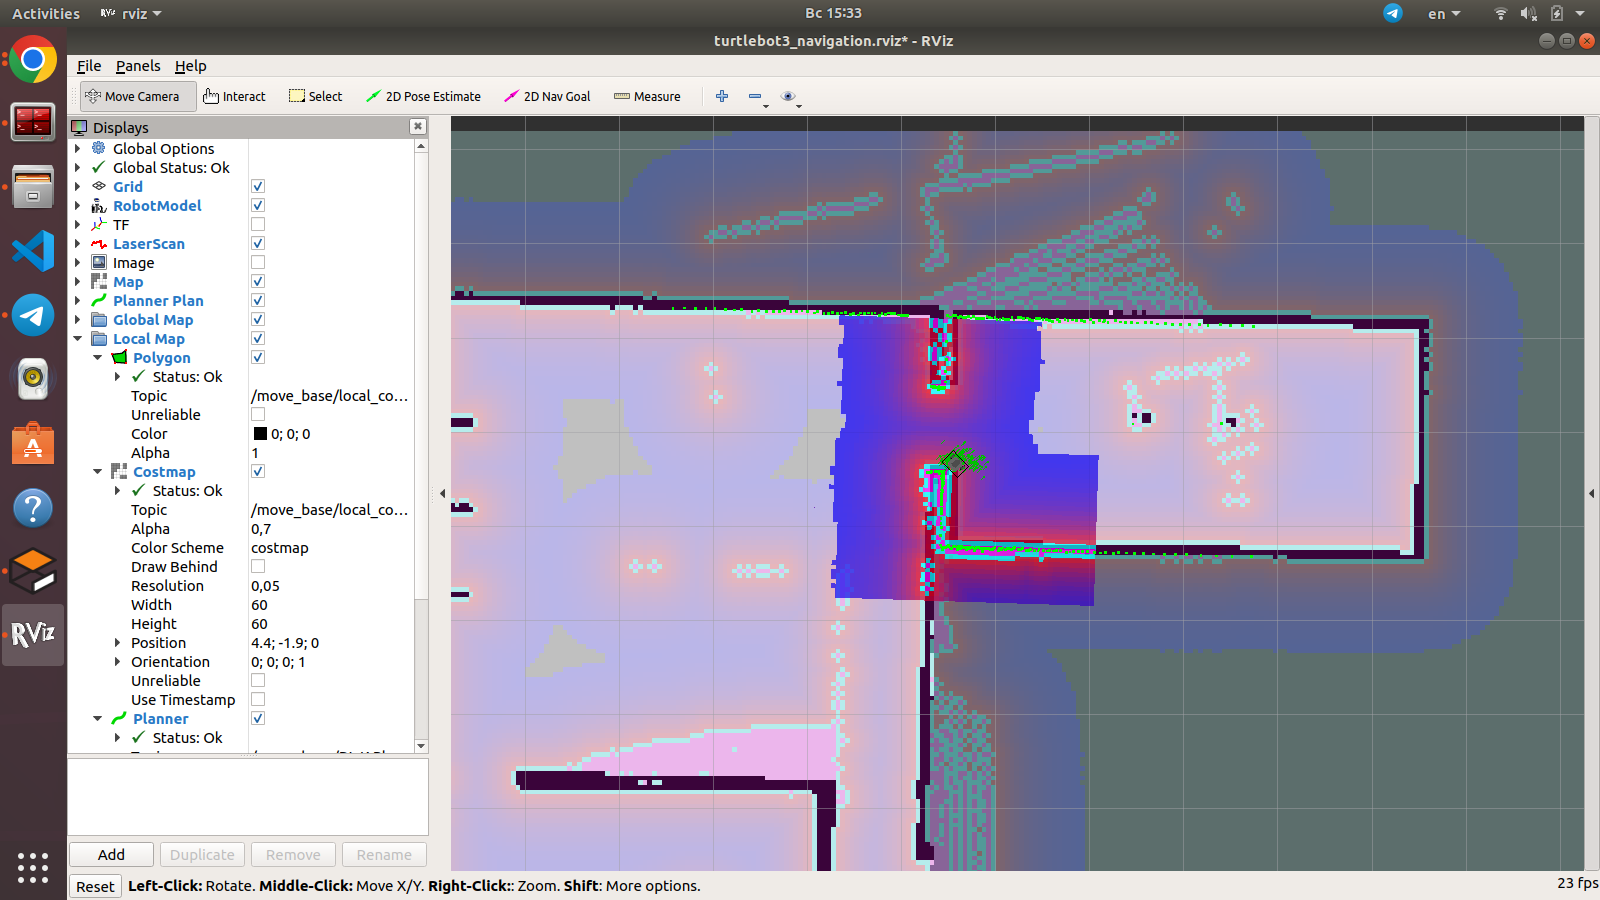 Activities
rviz
Вс 15:33
en
turtlebot3_navigation.rviz* - RViz
File Panels Help
Move Camera Interact Select 2D Pose Estimate 2D Nav Goal Measure
Displays
Global Options
Global Status: Ok
Grid
RobotModel
TF
LaserScan
Image
Map
Planner Plan
Global Map
Local Map
Polygon
Status: Ok
Topic /move_base/local_co...
Unreliable
Color 0; 0; 0
Alpha 1
Costmap
Status: Ok
Topic /move_base/local_co...
Alpha 0,7
Color Scheme costmap
Draw Behind
Resolution 0,05
Width 60
Height 60
Position 4.4; -1.9; 0
Orientation 0; 0; 0; 1
Unreliable
Use Timestamp
Planner
Status: Ok
RViz
Add Duplicate Remove Rename
Reset Left-Click: Rotate. Middle-Click: Move X/Y. Right-Click:: Zoom. Shift: More options.
23 fps